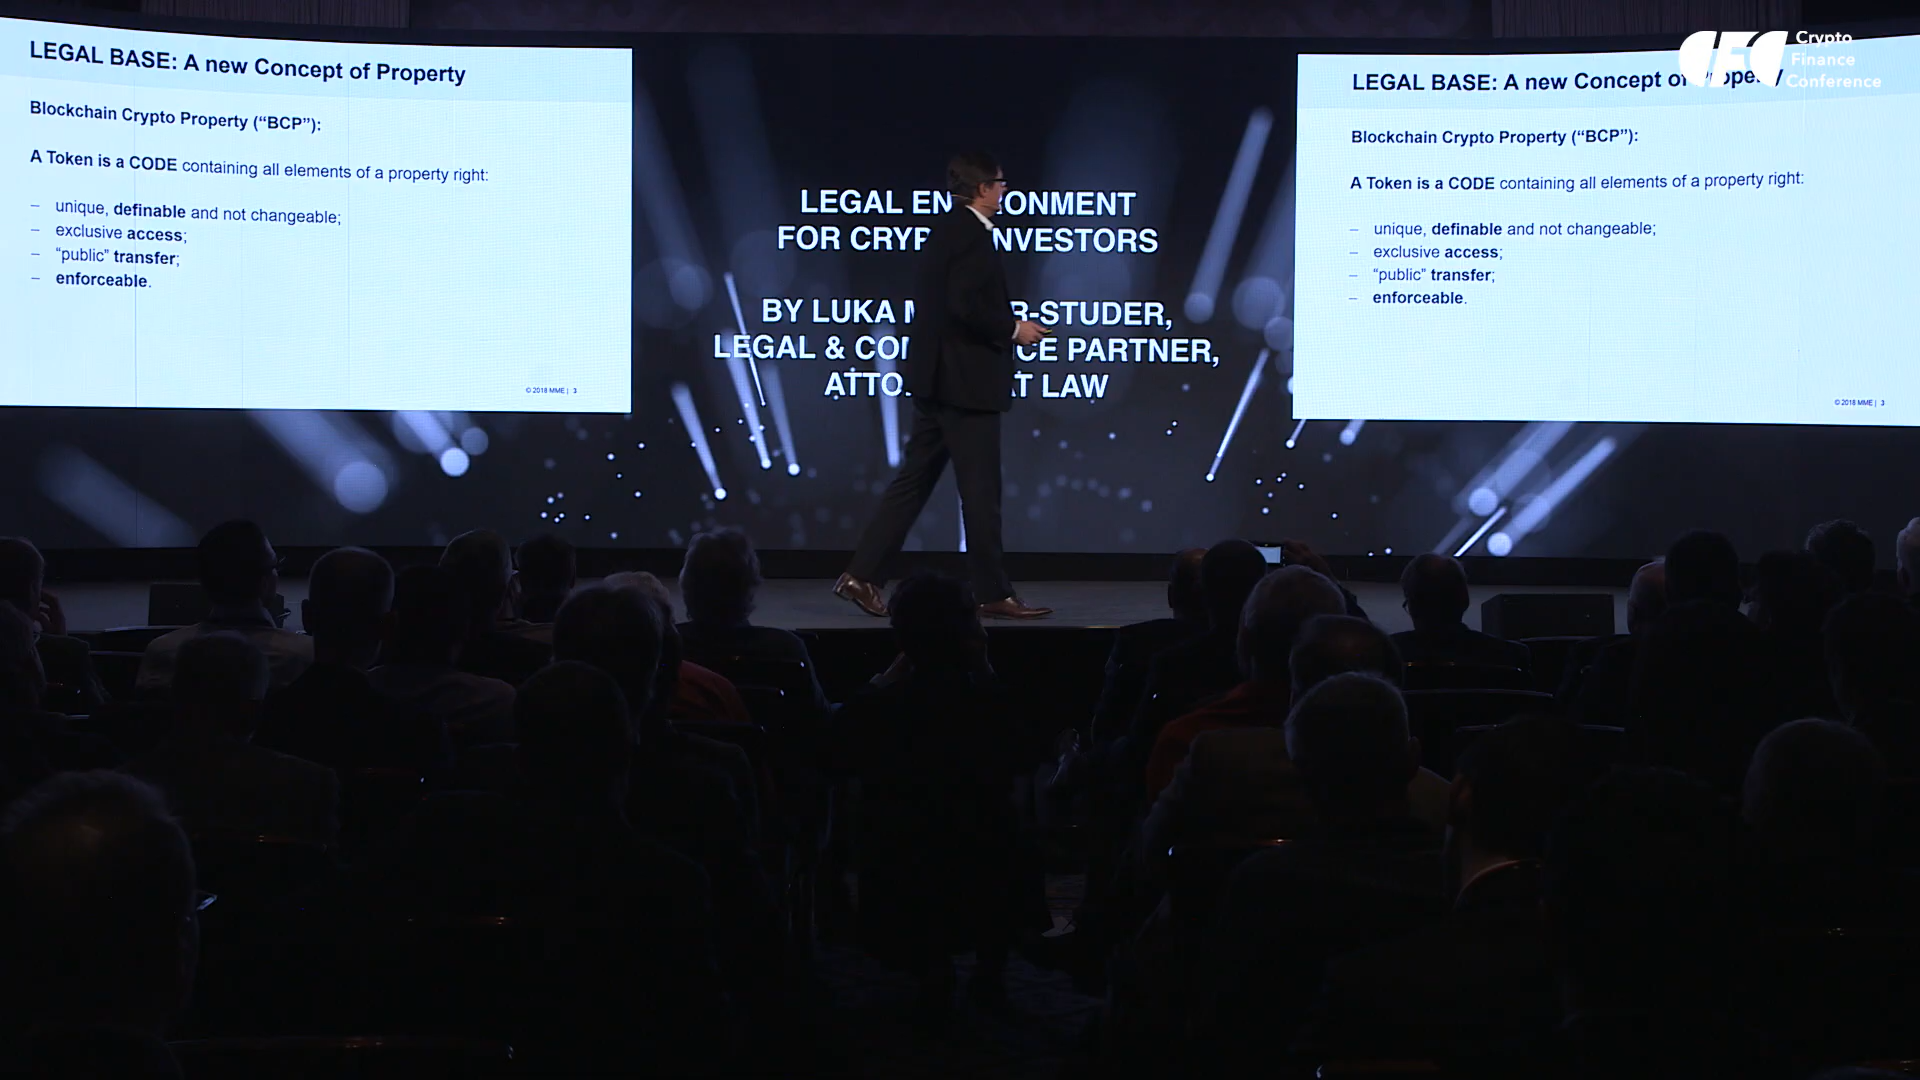 LEGAL BASE: A new Concept of Property
Blockchain Crypto Property (“BCP”):
A Token is a CODE containing all elements of a property right:
– unique, definable and not changeable;
– exclusive access;
– “public” transfer;
– enforceable.
© 2018 MME | 3
LEGAL EN ONMENT
FOR CRYP NVESTORS
BY LUKA M R-STUDER,
LEGAL & CO CE PARTNER,
ATTO AT LAW
Crypto
Finance
Conference
CFC
LEGAL BASE: A new Concept of Property
Blockchain Crypto Property (“BCP”):
A Token is a CODE containing all elements of a property right:
– unique, definable and not changeable;
– exclusive access;
– “public” transfer;
– enforceable.
© 2018 MME | 3